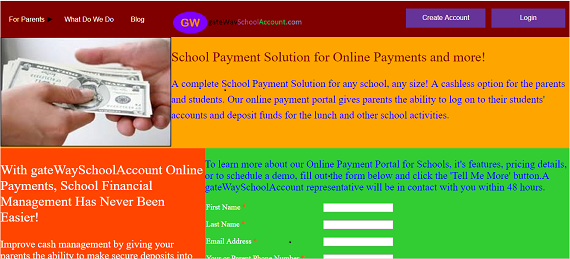 For Parents ► What Do We Do Blog GW gateWaySchoolAccount.com Create Account Login
School Payment Solution for Online Payments and more!
A complete School Payment Solution for any school, any size! A cashless option for the parents
and students. Our online payment portal gives parents the ability to log on to their students'
accounts and deposit funds for the lunch and other school activities.
With gateWaySchoolAccount Online
Payments, School Financial
Management Has Never Been
Easier!
Improve cash management by giving your
parents the ability to make secure deposits into
To learn more about our Online Payment Portal for Schools, it's features, pricing details,
or to schedule a demo, fill out the form below and click the 'Tell Me More' button.A
gateWaySchoolAccount representative will be in contact with you within 48 hours.
First Name *
Last Name *
Email Address *
Your or Parent Phone Number *